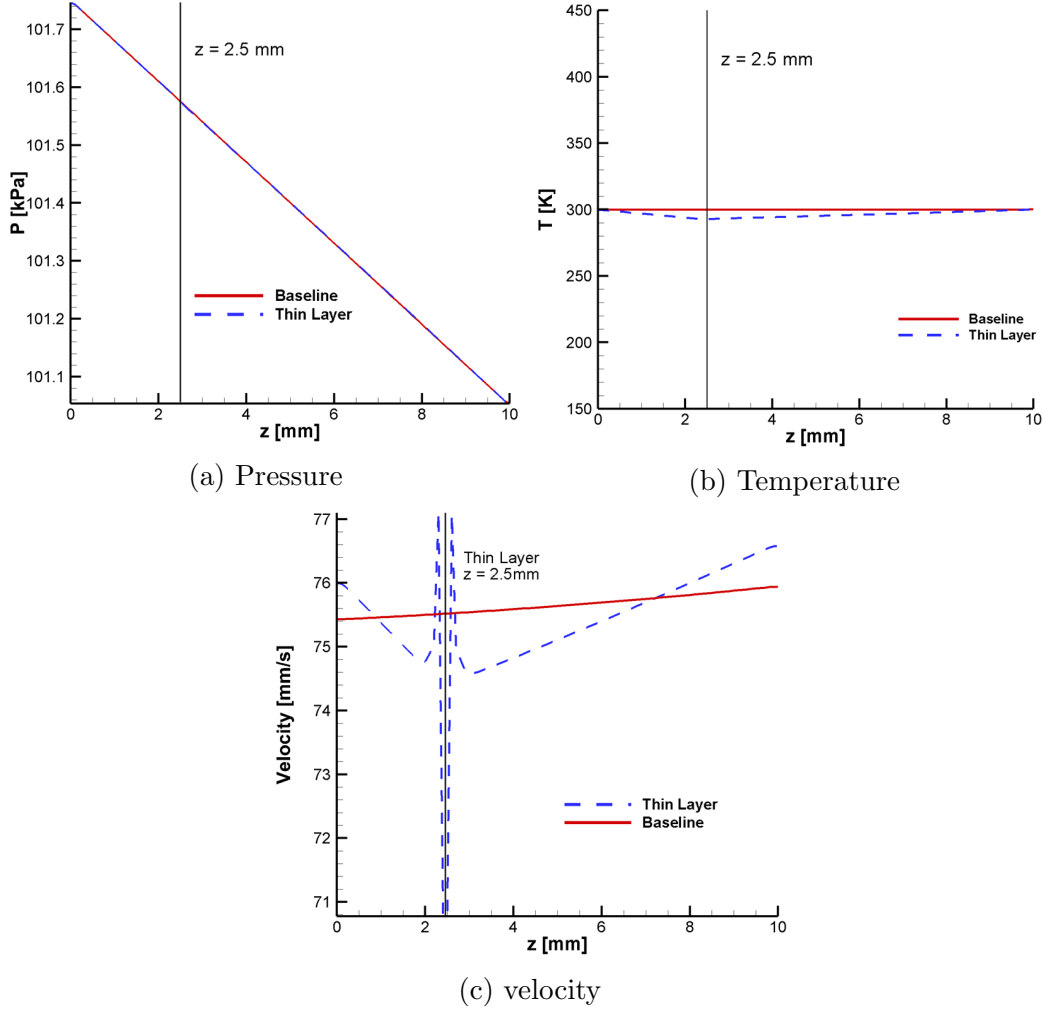 101.7
101.6
101.5
101.4
101.3
101.2
101.1
P [kPa]
z = 2.5 mm
Baseline
Thin Layer
0 2 4 6 8 10
z [mm]
(a) Pressure
450
400
350
300
250
200
150
T [K]
z = 2.5 mm
Baseline
Thin Layer
0 2 4 6 8 10
z [mm]
(b) Temperature
77
76
75
74
73
72
71
Velocity [mm/s]
Thin Layer
z = 2.5mm
Thin Layer
Baseline
0 2 4 6 8 10
z [mm]
(c) velocity